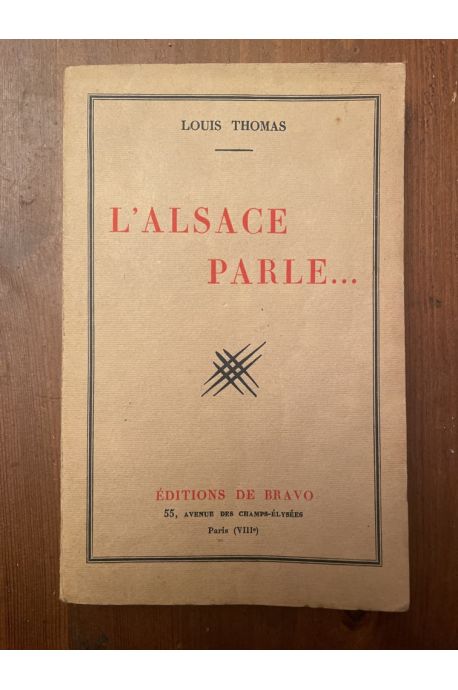 LOUIS THOMAS
L'ALSACE
PARLE...
ÉDITIONS DE BRAVO
55, AVENUE DES CHAMPS-ÉLYSÉES
Paris (VIIIe)